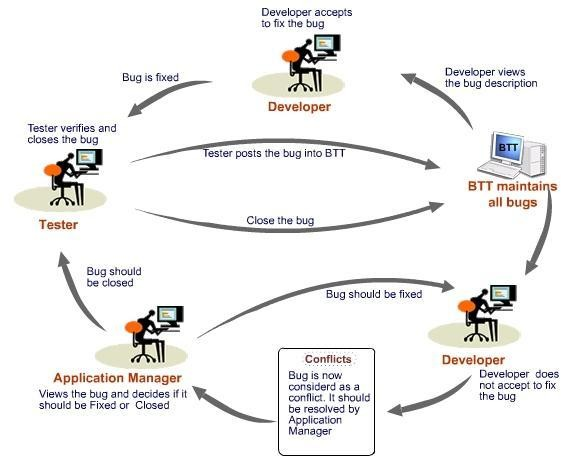 Developer accepts
to fix the bug
Developer
Bug is fixed
Developer views
the bug description
Tester verifies and
closes the bug
Tester
Tester posts the bug into BTT
BTT
BTT maintains
all bugs
Close the bug
Bug should
be closed
Bug should be fixed
Developer
Developer does
not accept to fix
the bug
Application Manager
Views the bug and decides if it
should be Fixed or Closed
Conflicts
Bug is now
considerd as a
conflict. It should
be resolved by
Application
Manager